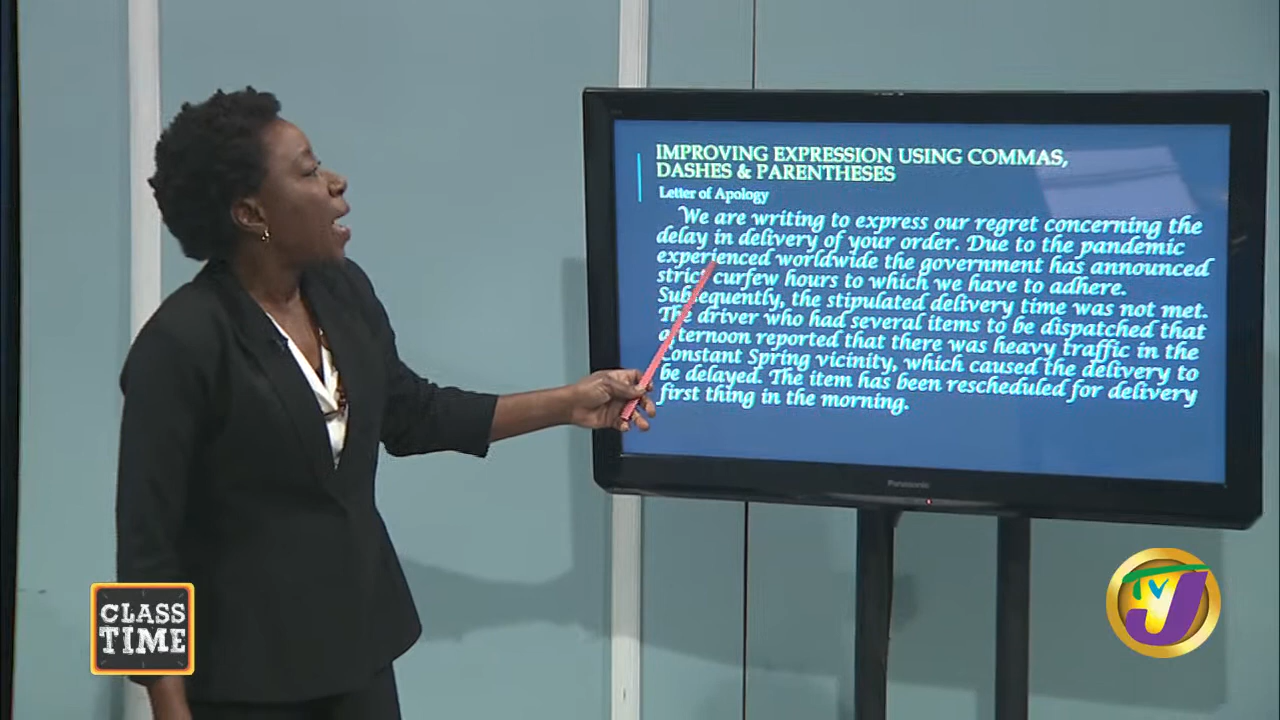 IMPROVING EXPRESSION USING COMMAS,
DASHES & PARENTHESES
Letter of Apology
We are writing to express our regret concerning the
delay in delivery of your order. Due to the pandemic
experienced worldwide the government has announced
strict curfew hours to which we have to adhere.
Subsequently, the stipulated delivery time was not met.
The driver who had several items to be dispatched that
afternoon reported that there was heavy traffic in the
Constant Spring vicinity, which caused the delivery to
be delayed. The item has been rescheduled for delivery
first thing in the morning.
Panasonic
CLASS
TIME
TVJ